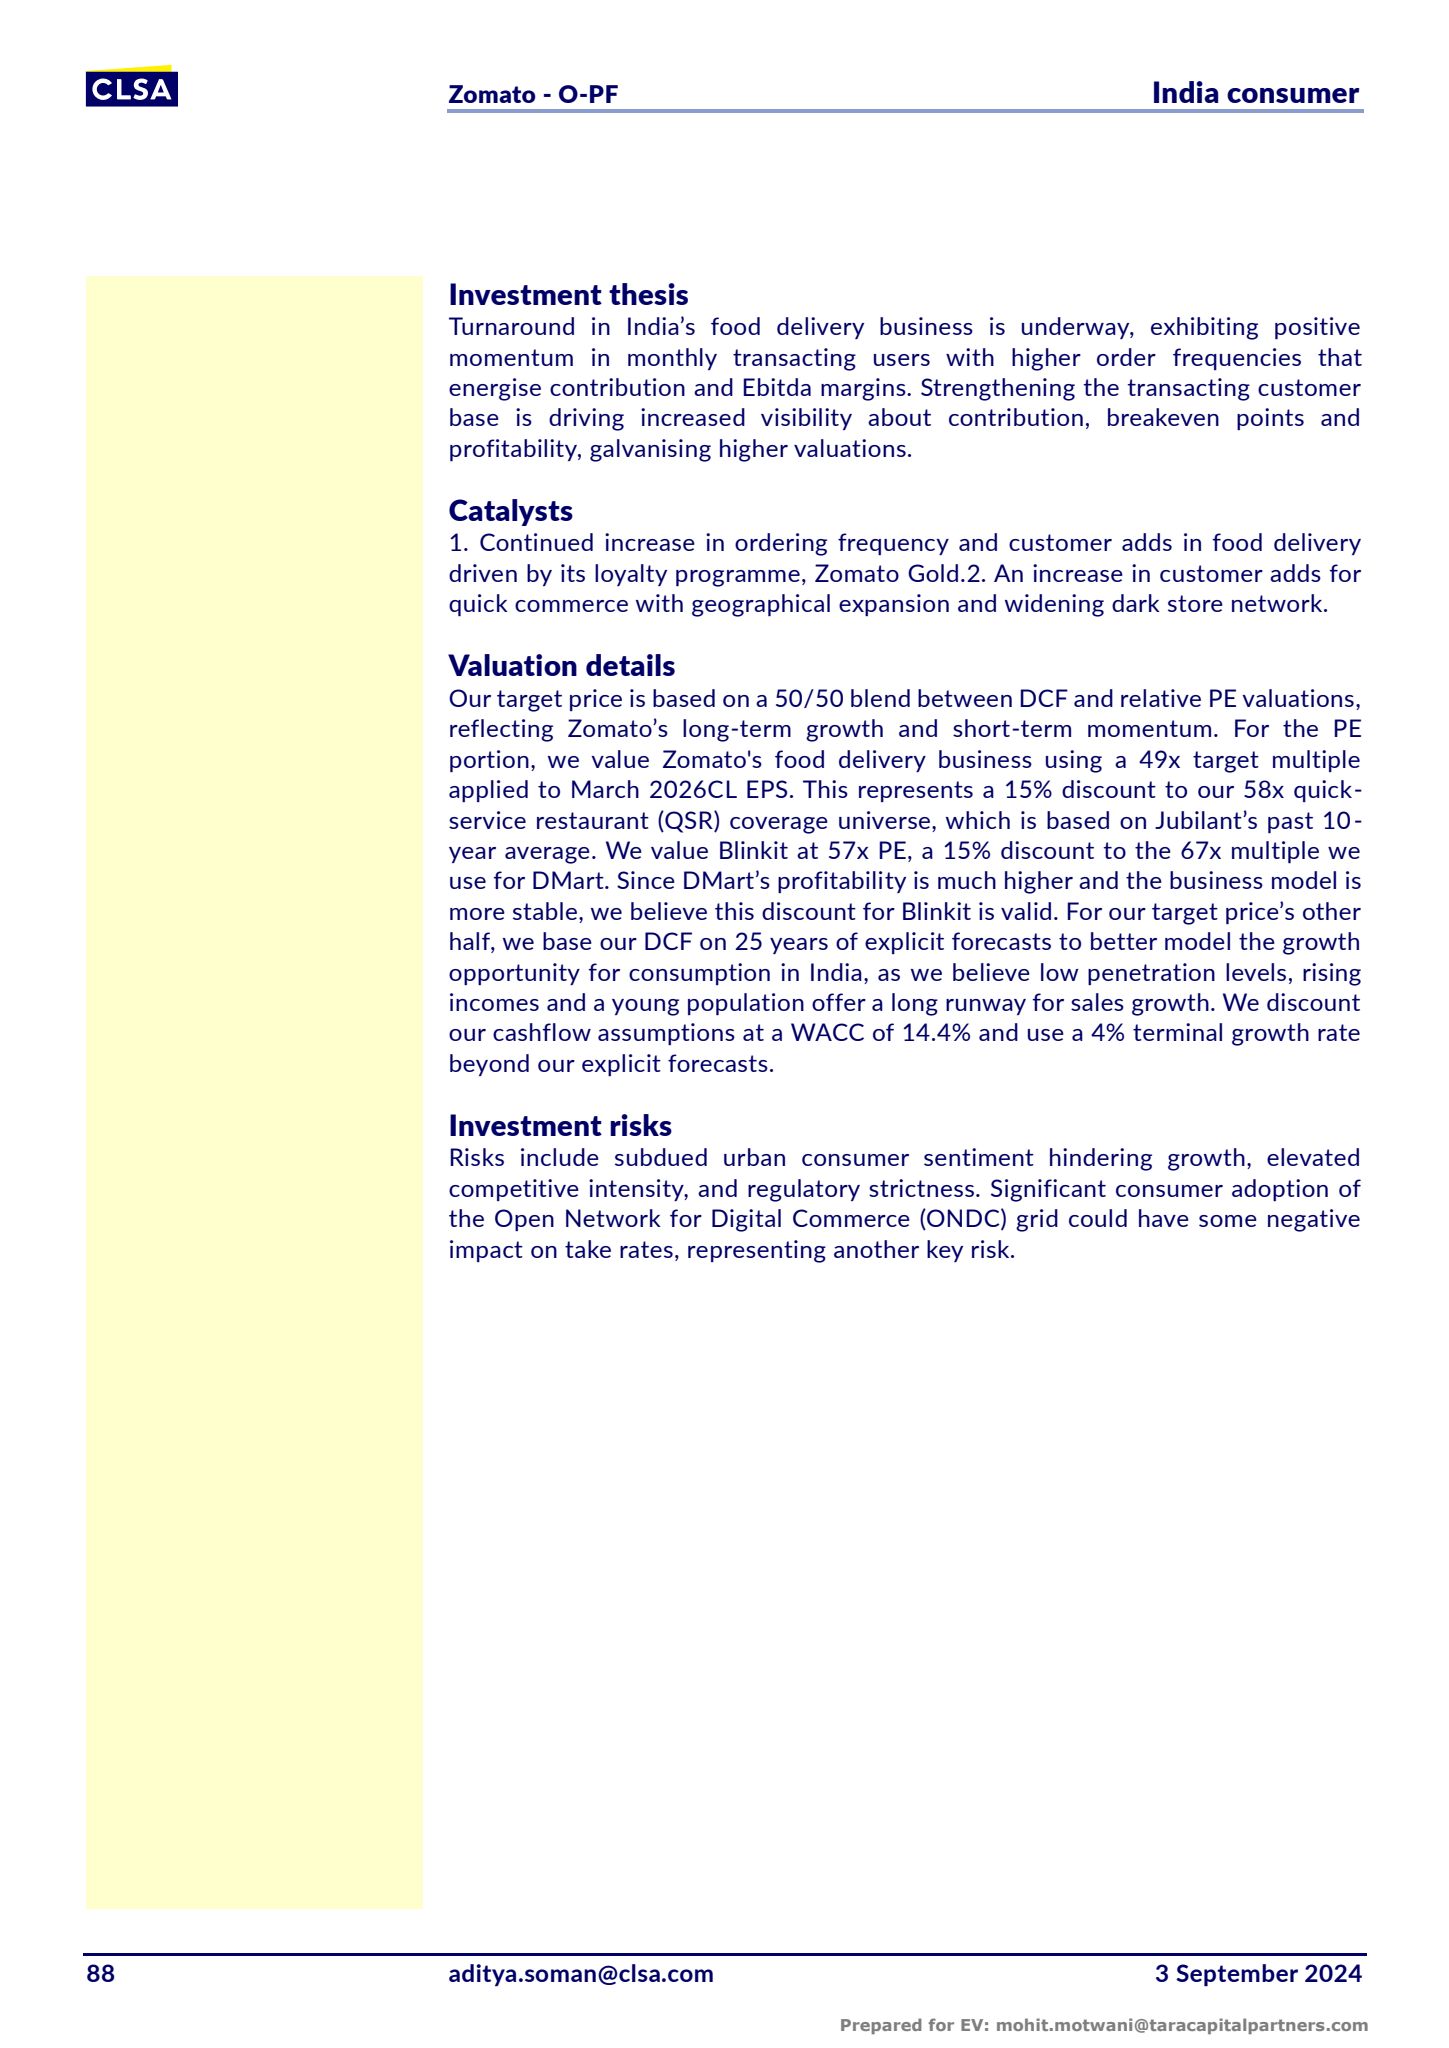 CLSA
Zomato - O-PF
India consumer
Investment thesis
Turnaround in India’s food delivery business is underway, exhibiting positive
momentum in monthly transacting users with higher order frequencies that
energise contribution and Ebitda margins. Strengthening the transacting customer
base is driving increased visibility about contribution, breakeven points and
profitability, galvanising higher valuations.
Catalysts
1. Continued increase in ordering frequency and customer adds in food delivery
driven by its loyalty programme, Zomato Gold.2. An increase in customer adds for
quick commerce with geographical expansion and widening dark store network.
Valuation details
Our target price is based on a 50/50 blend between DCF and relative PE valuations,
reflecting Zomato’s long-term growth and short-term momentum. For the PE
portion, we value Zomato's food delivery business using a 49x target multiple
applied to March 2026CL EPS. This represents a 15% discount to our 58x quick-
service restaurant (QSR) coverage universe, which is based on Jubilant’s past 10-
year average. We value Blinkit at 57x PE, a 15% discount to the 67x multiple we
use for DMart. Since DMart’s profitability is much higher and the business model is
more stable, we believe this discount for Blinkit is valid. For our target price’s other
half, we base our DCF on 25 years of explicit forecasts to better model the growth
opportunity for consumption in India, as we believe low penetration levels, rising
incomes and a young population offer a long runway for sales growth. We discount
our cashflow assumptions at a WACC of 14.4% and use a 4% terminal growth rate
beyond our explicit forecasts.
Investment risks
Risks include subdued urban consumer sentiment hindering growth, elevated
competitive intensity, and regulatory strictness. Significant consumer adoption of
the Open Network for Digital Commerce (ONDC) grid could have some negative
impact on take rates, representing another key risk.
88
aditya.soman@clsa.com
3 September 2024
Prepared for EV: mohit.motwani@taracapitalpartners.com